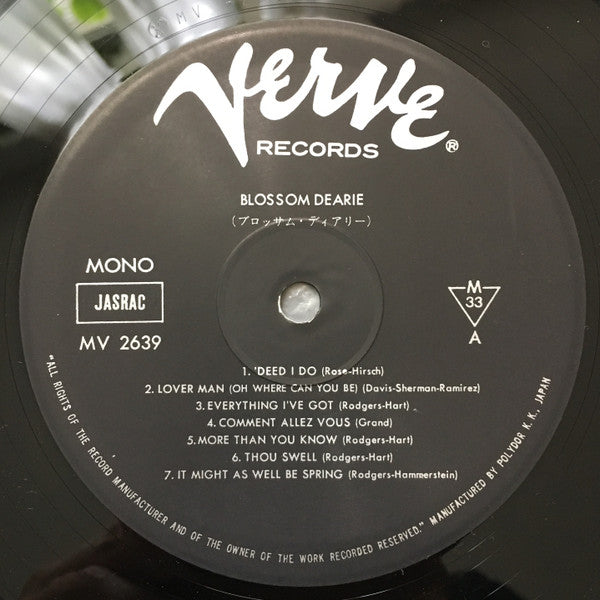 MV
Verve
RECORDS ®
BLOSSOM DEARIE
(ブロッサム・ディアリー)
MONO
JASRAC
MV 2639
M
33
A
1. 'DEED I DO (Rose-Hirsch)
2. LOVER MAN (OH WHERE CAN YOU BE) (Davis-Sherman-Ramirez)
3. EVERYTHING I'VE GOT (Rodgers-Hart)
4. COMMENT ALLEZ VOUS (Grand)
5. MORE THAN YOU KNOW (Rodgers-Hart)
6. THOU SWELL (Rodgers-Hart)
7. IT MIGHT AS WELL BE SPRING (Rodgers-Hammerstein)
"ALL RIGHTS OF THE RECORD MANUFACTURER AND OF THE OWNER OF THE WORK RECORDED RESERVED." MANUFACTURED BY POLYDOR K. K., JAPAN